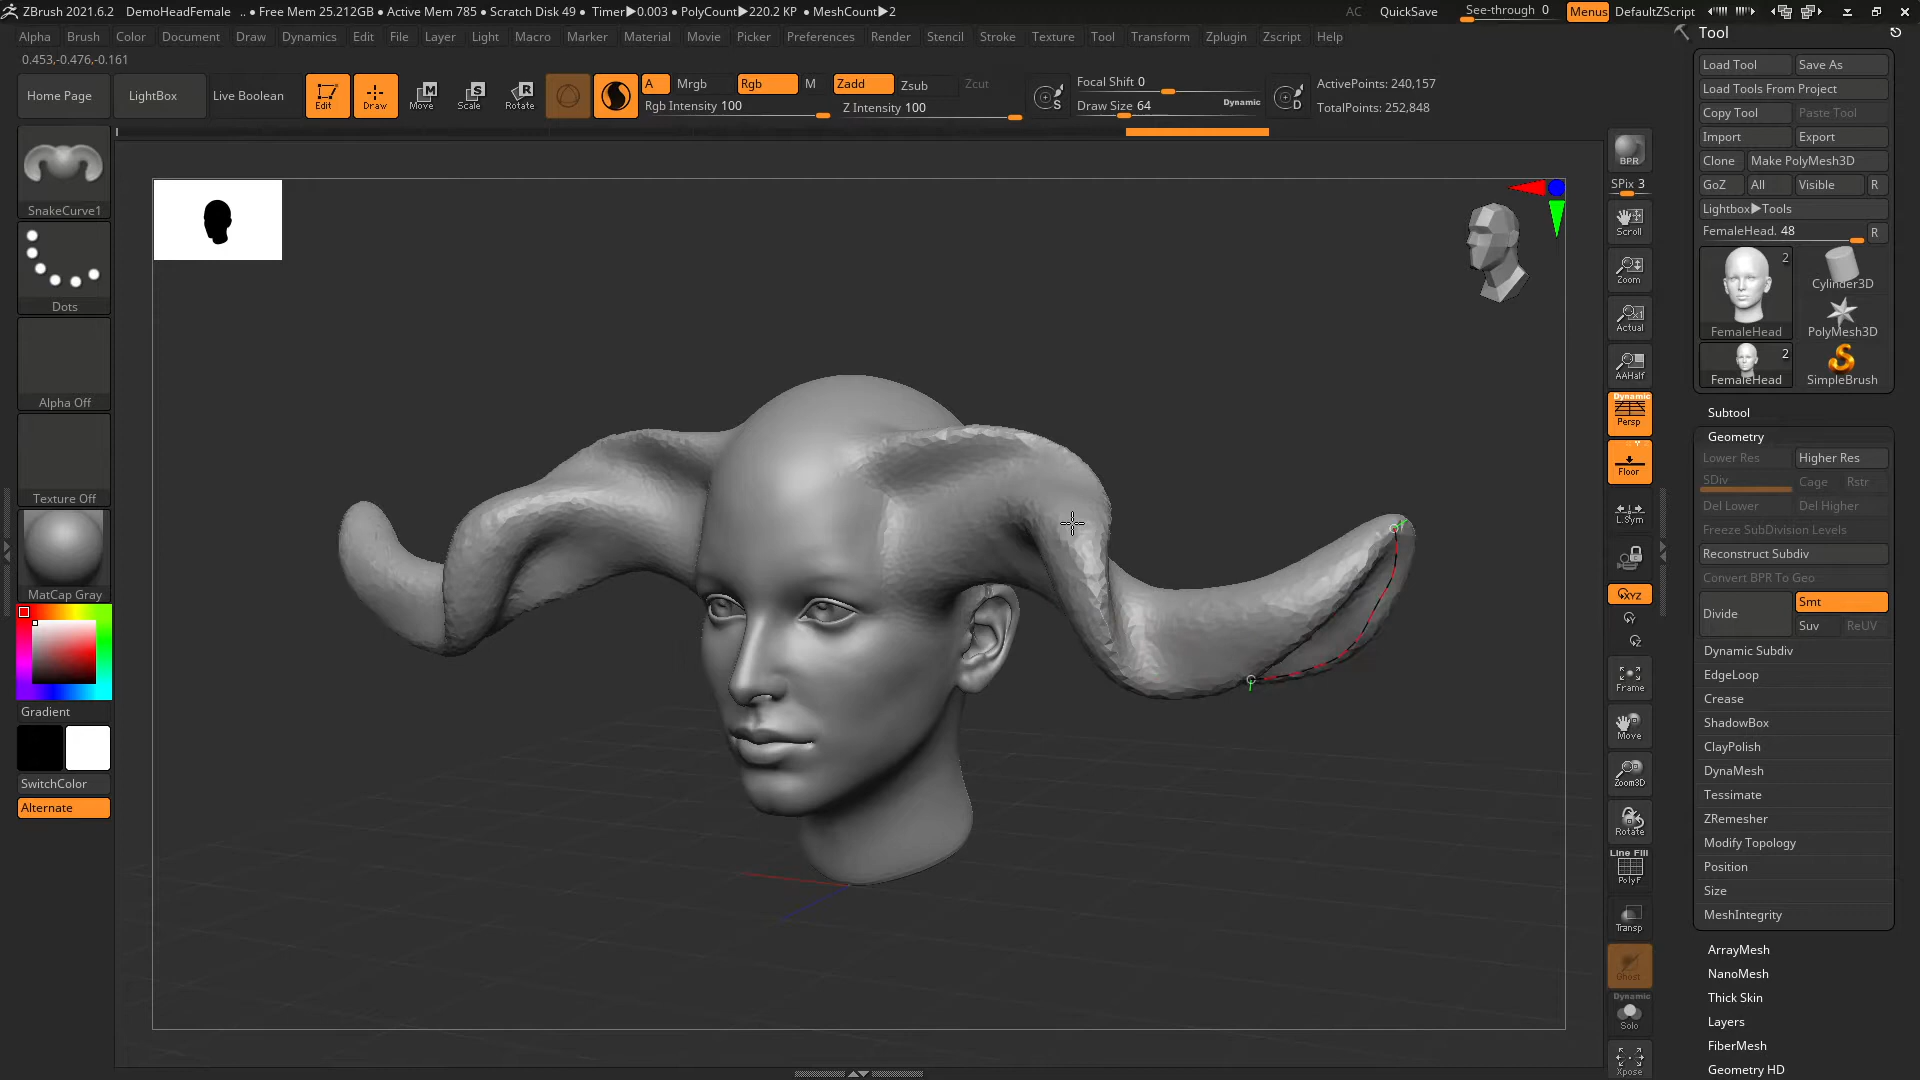 ZBrush 2021.6.2 DemoHeadFemale .. • Free Mem 25.212GB • Active Mem 785 • Scratch Disk 49 • Timer▶0.003 • PolyCount▶220.2 KP • MeshCount▶2 AC QuickSave See-through 0 Menus DefaultZScript
Alpha Brush Color Document Draw Dynamics Edit File Layer Light Macro Marker Material Movie Picker Preferences Render Stencil Stroke Texture Tool Transform Zplugin Zscript Help
0.453,-0.476,-0.161
Home Page LightBox Live Boolean Edit Draw Move Scale Rotate
M S R
A Mrgb Rgb M Zadd Zsub Zcut
Rgb Intensity 100 Z Intensity 100
S Focal Shift 0
Draw Size 64 Dynamic D
ActivePoints: 240,157
TotalPoints: 252,848
SnakeCurve1
Dots
Alpha Off
Texture Off
MatCap Gray
Gradient
SwitchColor
Alternate
BPR
SPix 3
Scroll
Zoom
Actual
AAHalf
Dynamic
Persp
Floor
L.Sym
XYZ
Y
Z
Frame
Move
Zoom3D
Rotate
Line Fill
PolyF
Transp
Ghost
Dynamic
Solo
Xpose
Tool
Load Tool Save As
Load Tools From Project
Copy Tool Paste Tool
Import Export
Clone Make PolyMesh3D
GoZ All Visible R
Lightbox▶Tools
FemaleHead. 48 R
2
FemaleHead Cylinder3D
PolyMesh3D
2
FemaleHead SimpleBrush
Subtool
Geometry
Lower Res Higher Res
SDiv Cage Rstr
Del Lower Del Higher
Freeze SubDivision Levels
Reconstruct Subdiv
Convert BPR To Geo
Divide Smt
Suv ReUV
Dynamic Subdiv
EdgeLoop
Crease
ShadowBox
ClayPolish
DynaMesh
Tessimate
ZRemesher
Modify Topology
Position
Size
MeshIntegrity
ArrayMesh
NanoMesh
Thick Skin
Layers
FiberMesh
Geometry HD